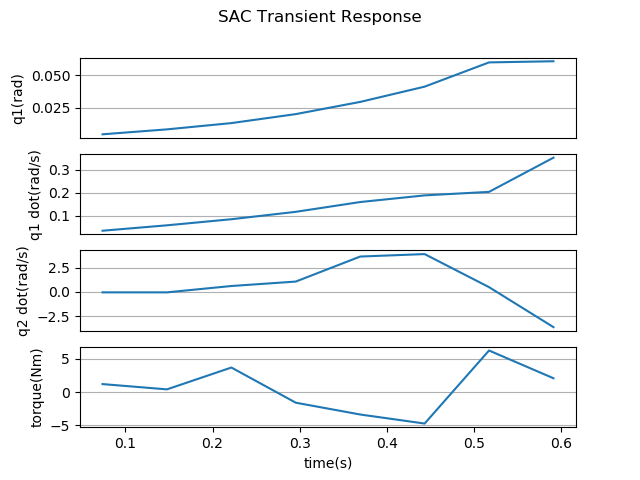 SAC Transient Response
q1(rad)
0.050
0.025
q1 dot(rad/s)
0.3
0.2
0.1
q2 dot(rad/s)
2.5
0.0
−2.5
torque(Nm)
5
0
−5
0.1 0.2 0.3 0.4 0.5 0.6
time(s)